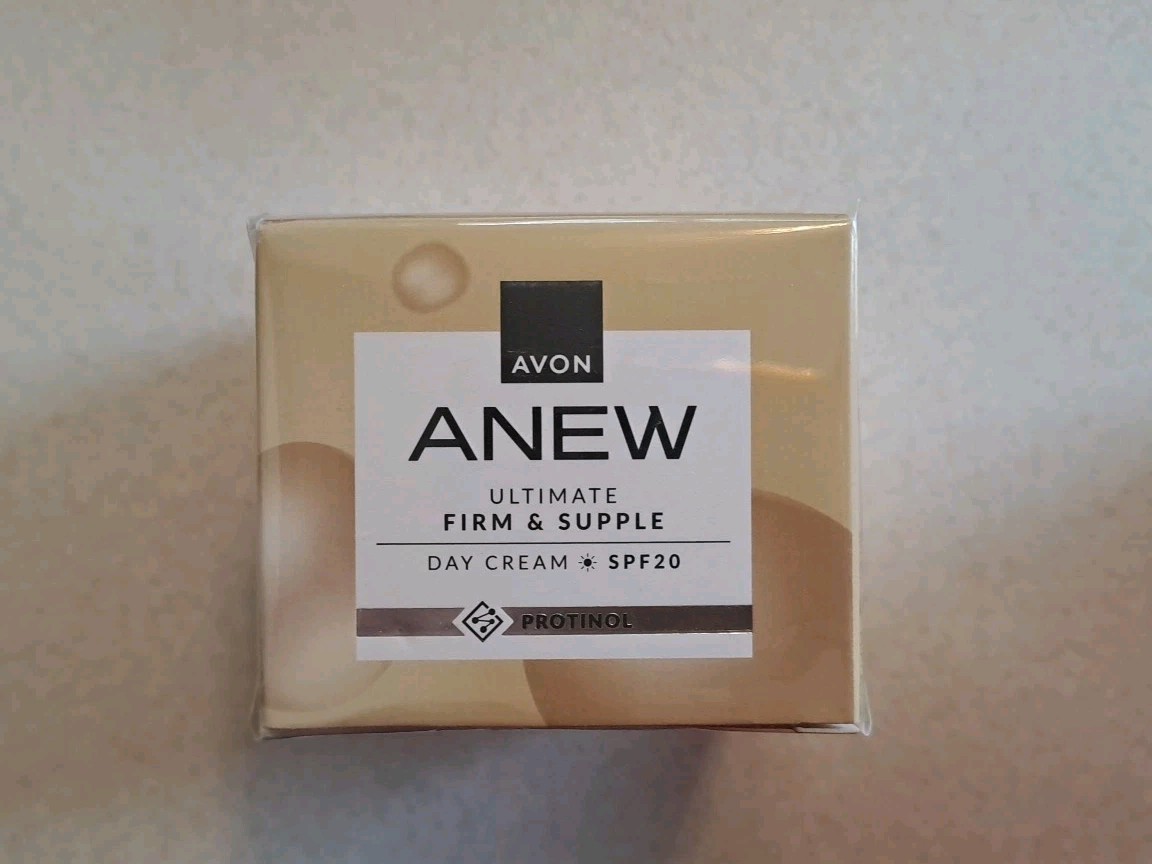 AVON
ANEW
ULTIMATE
FIRM & SUPPLE
DAY CREAM ☀ SPF20
PROTINOL